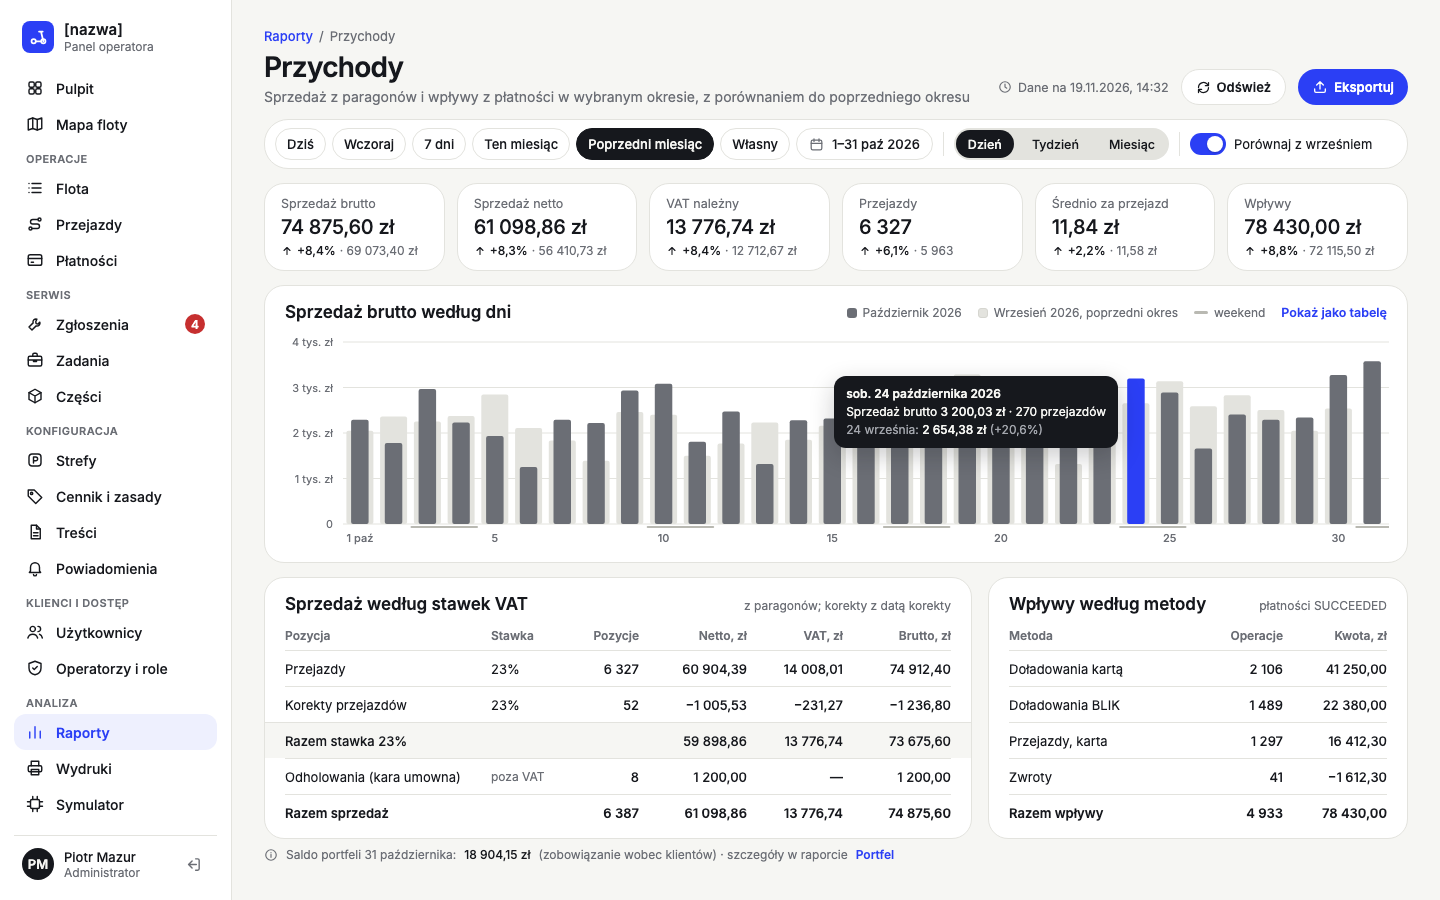 [nazwa]
Panel operatora
Pulpit
Mapa floty
OPERACJE
Flota
Przejazdy
Płatności
SERWIS
Zgłoszenia 4
Zadania
Części
KONFIGURACJA
Strefy
Cennik i zasady
Treści
Powiadomienia
KLIENCI I DOSTĘP
Użytkownicy
Operatorzy i role
ANALIZA
Raporty
Wydruki
Symulator
PM Piotr Mazur
Administrator
Raporty / Przychody
Przychody
Sprzedaż z paragonów i wpływy z płatności w wybranym okresie, z porównaniem do poprzedniego okresu
Dane na 19.11.2026, 14:32 Odśwież Eksportuj
Dziś Wczoraj 7 dni Ten miesiąc Poprzedni miesiąc Własny 1–31 paź 2026 Dzień Tydzień Miesiąc Porównaj z wrześniem
Sprzedaż brutto
74 875,60 zł
↑ +8,4% · 69 073,40 zł
Sprzedaż netto
61 098,86 zł
↑ +8,3% · 56 410,73 zł
VAT należny
13 776,74 zł
↑ +8,4% · 12 712,67 zł
Przejazdy
6 327
↑ +6,1% · 5 963
Średnio za przejazd
11,84 zł
↑ +2,2% · 11,58 zł
Wpływy
78 430,00 zł
↑ +8,8% · 72 115,50 zł
Sprzedaż brutto według dni
Październik 2026 Wrzesień 2026, poprzedni okres weekend Pokaż jako tabelę
4 tys. zł
3 tys. zł
2 tys. zł
1 tys. zł
0
sob. 24 października 2026
Sprzedaż brutto 3 200,03 zł · 270 przejazdów
24 września: 2 654,38 zł (+20,6%)
1 paź 5 10 15 20 25 30
Sprzedaż według stawek VAT
z paragonów; korekty z datą korekty
Pozycja Stawka Pozycje Netto, zł VAT, zł Brutto, zł
Przejazdy 23% 6 327 60 904,39 14 008,01 74 912,40
Korekty przejazdów 23% 52 −1 005,53 −231,27 −1 236,80
Razem stawka 23% 59 898,86 13 776,74 73 675,60
Odholowania (kara umowna) poza VAT 8 1 200,00 — 1 200,00
Razem sprzedaż 6 387 61 098,86 13 776,74 74 875,60
Wpływy według metody
płatności SUCCEEDED
Metoda Operacje Kwota, zł
Doładowania kartą 2 106 41 250,00
Doładowania BLIK 1 489 22 380,00
Przejazdy, karta 1 297 16 412,30
Zwroty 41 −1 612,30
Razem wpływy 4 933 78 430,00
Saldo portfeli 31 października: 18 904,15 zł (zobowiązanie wobec klientów) · szczegóły w raporcie Portfel